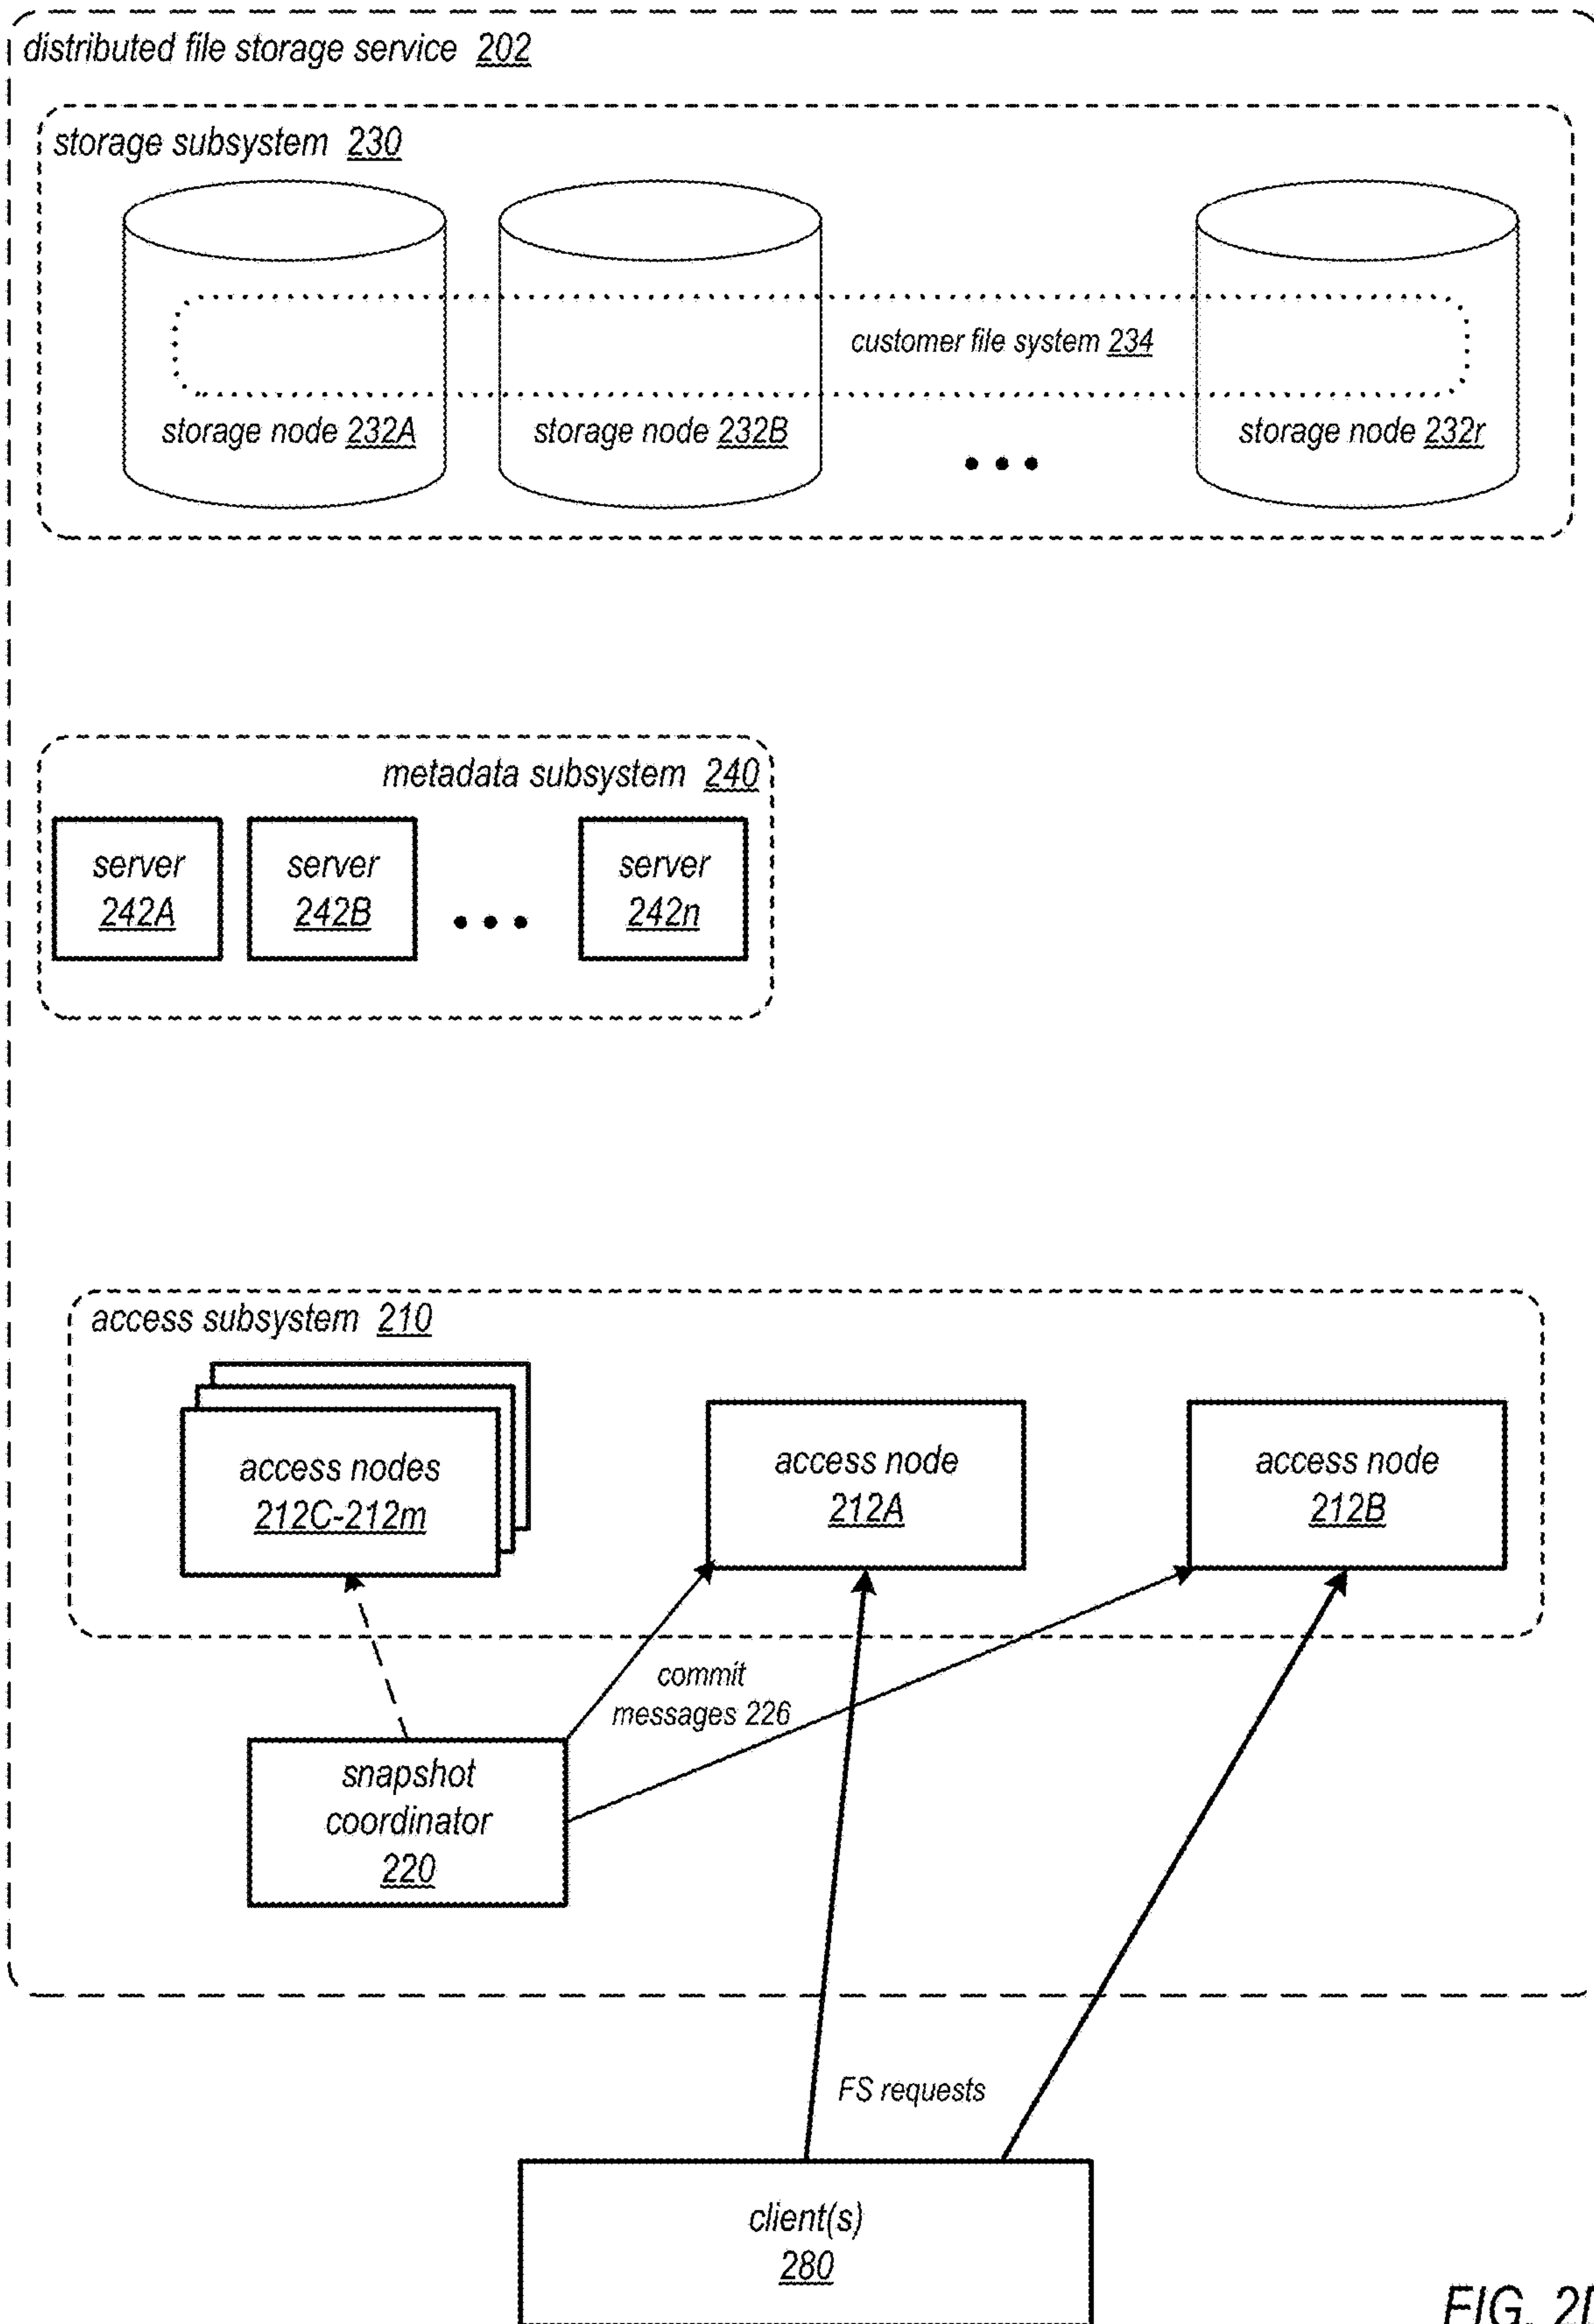 distributed file storage service 202
storage subsystem 230
customer file system 234
storage node 232A
storage node 232B
storage node 232r
metadata subsystem 240
server
242A
server
242B
server
242n
access subsystem 210
access nodes
212C-212m
access node
212A
access node
212B
commit
messages 226
snapshot
coordinator
220
FS requests
client(s)
280
FIG.